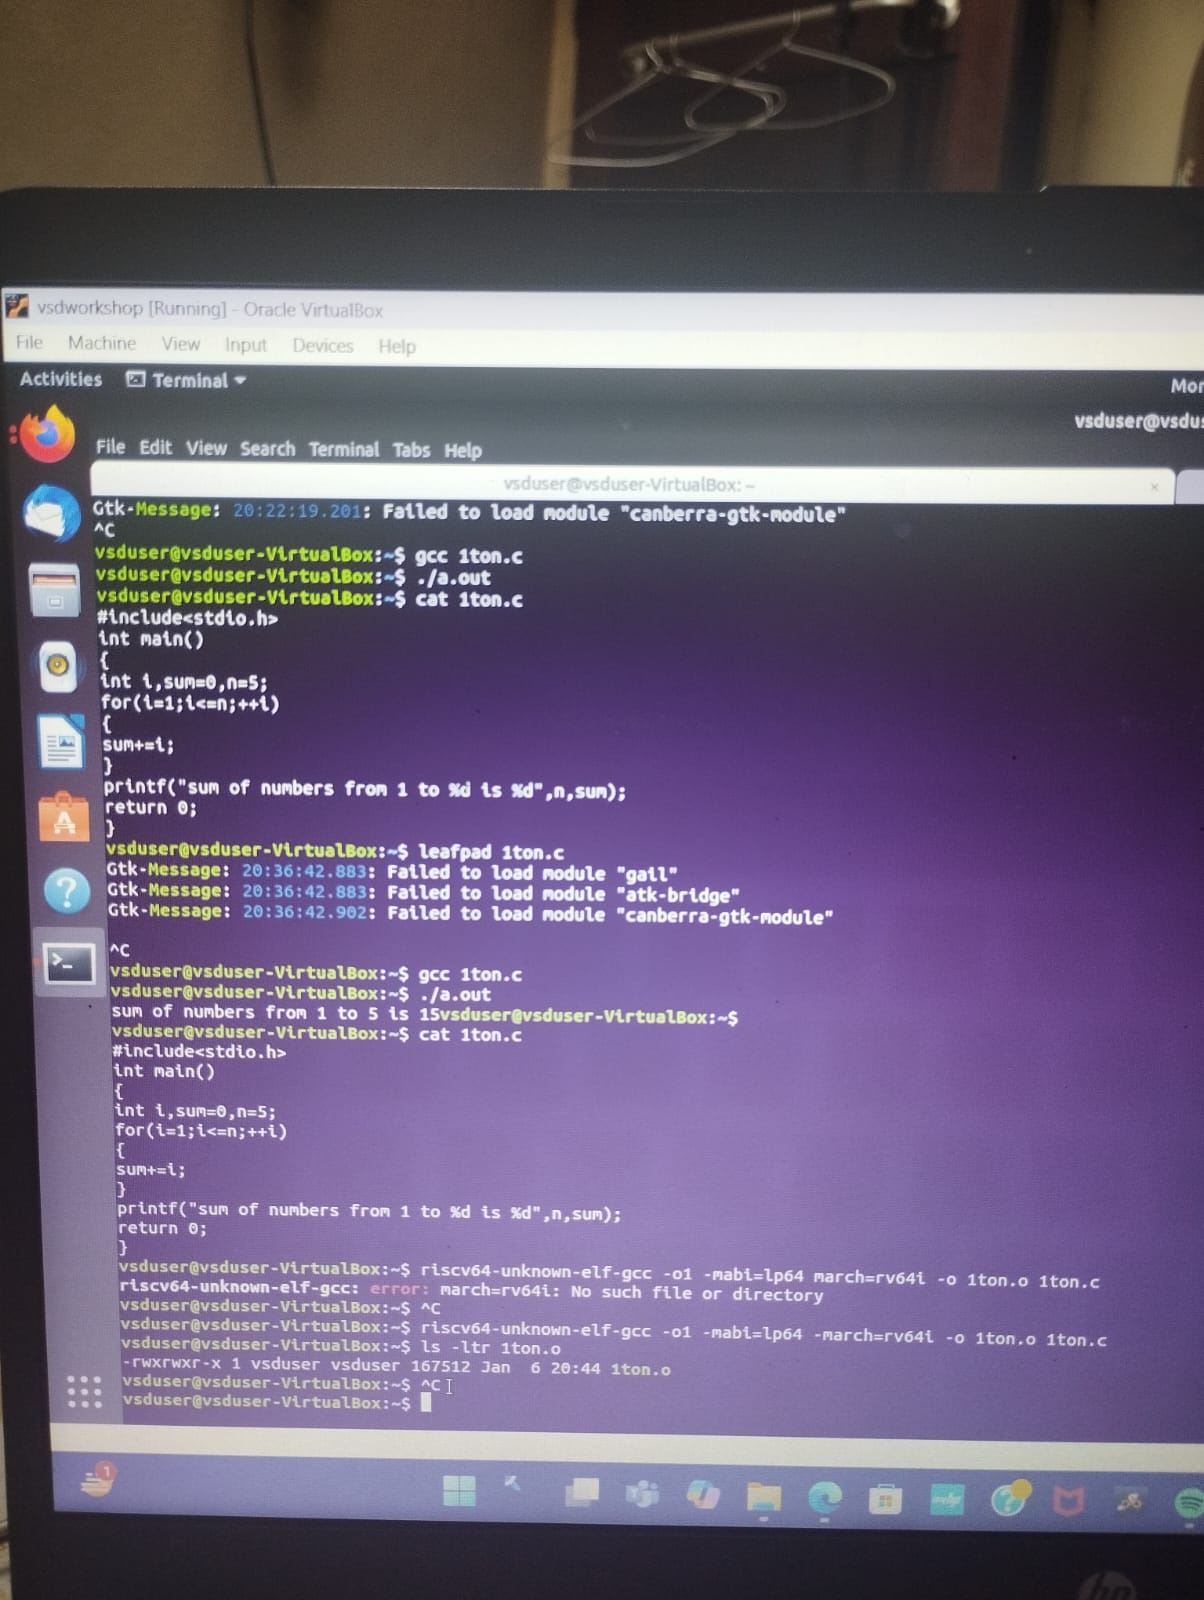 vsdworkshop [Running] - Oracle VirtualBox
File Machine View Input Devices Help
Activities Terminal
Mon
vsduser@vsdus
File Edit View Search Terminal Tabs Help
vsduser@vsduser-VirtualBox: ~
Gtk-Message: 20:22:19.201: Failed to load module "canberra-gtk-module"
^C
vsduser@vsduser-VirtualBox:~$ gcc 1ton.c
vsduser@vsduser-VirtualBox:~$ ./a.out
vsduser@vsduser-VirtualBox:~$ cat 1ton.c
#include<stdio.h>
int main()
{
int i,sum=0,n=5;
for(i=1;i<=n;++i)
{
sum+=i;
}
printf("sum of numbers from 1 to %d is %d",n,sum);
return 0;
}
vsduser@vsduser-VirtualBox:~$ leafpad 1ton.c
Gtk-Message: 20:36:42.883: Failed to load module "gail"
Gtk-Message: 20:36:42.883: Failed to load module "atk-bridge"
Gtk-Message: 20:36:42.902: Failed to load module "canberra-gtk-module"
^C
vsduser@vsduser-VirtualBox:~$ gcc 1ton.c
vsduser@vsduser-VirtualBox:~$ ./a.out
sum of numbers from 1 to 5 is 15vsduser@vsduser-VirtualBox:~$
vsduser@vsduser-VirtualBox:~$ cat 1ton.c
#include<stdio.h>
int main()
{
int i,sum=0,n=5;
for(i=1;i<=n;++i)
{
sum+=i;
}
printf("sum of numbers from 1 to %d is %d",n,sum);
return 0;
}
vsduser@vsduser-VirtualBox:~$ riscv64-unknown-elf-gcc -o1 -mabi=lp64 march=rv64i -o 1ton.o 1ton.c
riscv64-unknown-elf-gcc: error: march=rv64i: No such file or directory
vsduser@vsduser-VirtualBox:~$ ^C
vsduser@vsduser-VirtualBox:~$ riscv64-unknown-elf-gcc -o1 -mabi=lp64 -march=rv64i -o 1ton.o 1ton.c
vsduser@vsduser-VirtualBox:~$ ls -ltr 1ton.o
-rwxrwxr-x 1 vsduser vsduser 167512 Jan 6 20:44 1ton.o
vsduser@vsduser-VirtualBox:~$ ^C
vsduser@vsduser-VirtualBox:~$
1
hp